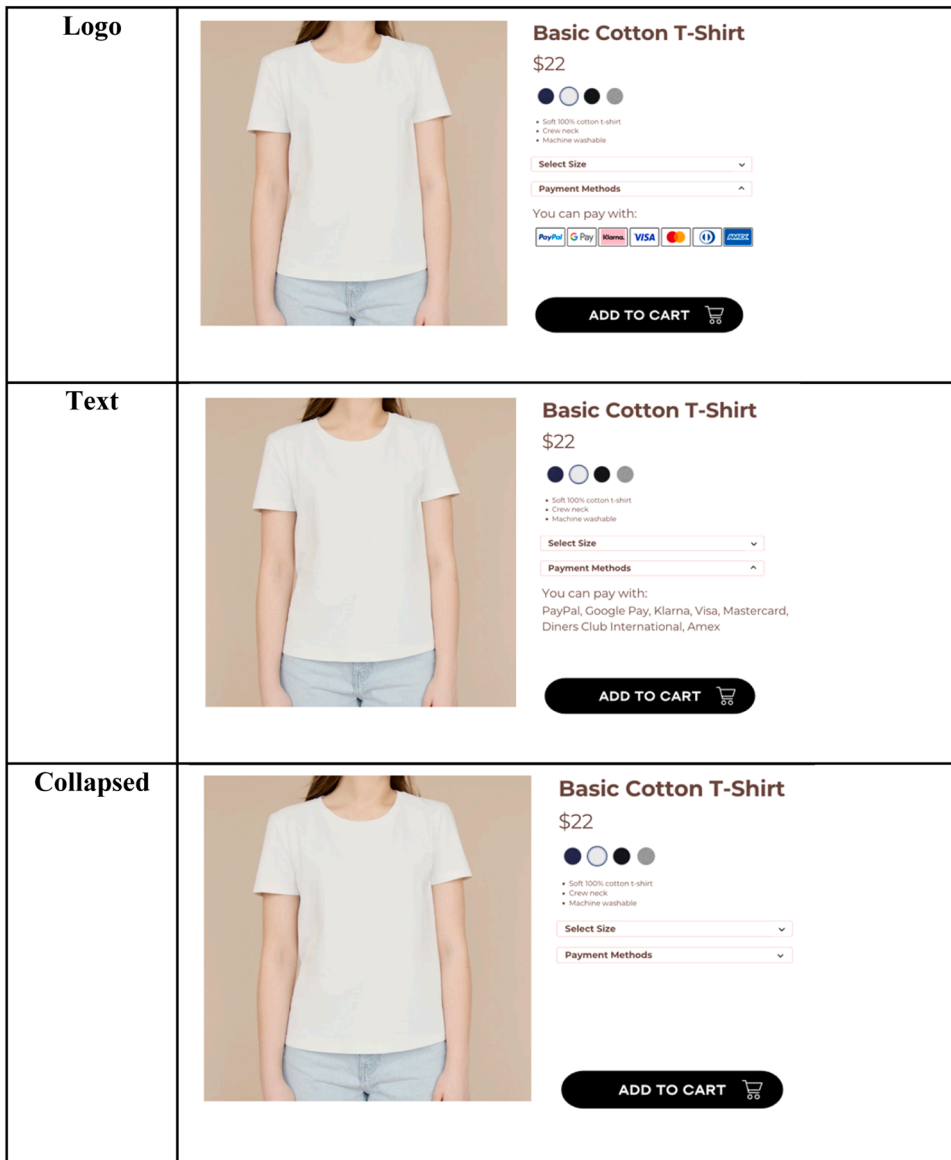 Logo
Basic Cotton T-Shirt
$22
• Soft 100% cotton t-shirt
• Crew neck
• Machine washable
Select Size
Payment Methods
You can pay with:
PayPal G Pay Klarna. VISA AMEX
ADD TO CART
Text
Basic Cotton T-Shirt
$22
• Soft 100% cotton t-shirt
• Crew neck
• Machine washable
Select Size
Payment Methods
You can pay with:
PayPal, Google Pay, Klarna, Visa, Mastercard,
Diners Club International, Amex
ADD TO CART
Collapsed
Basic Cotton T-Shirt
$22
• Soft 100% cotton t-shirt
• Crew neck
• Machine washable
Select Size
Payment Methods
ADD TO CART